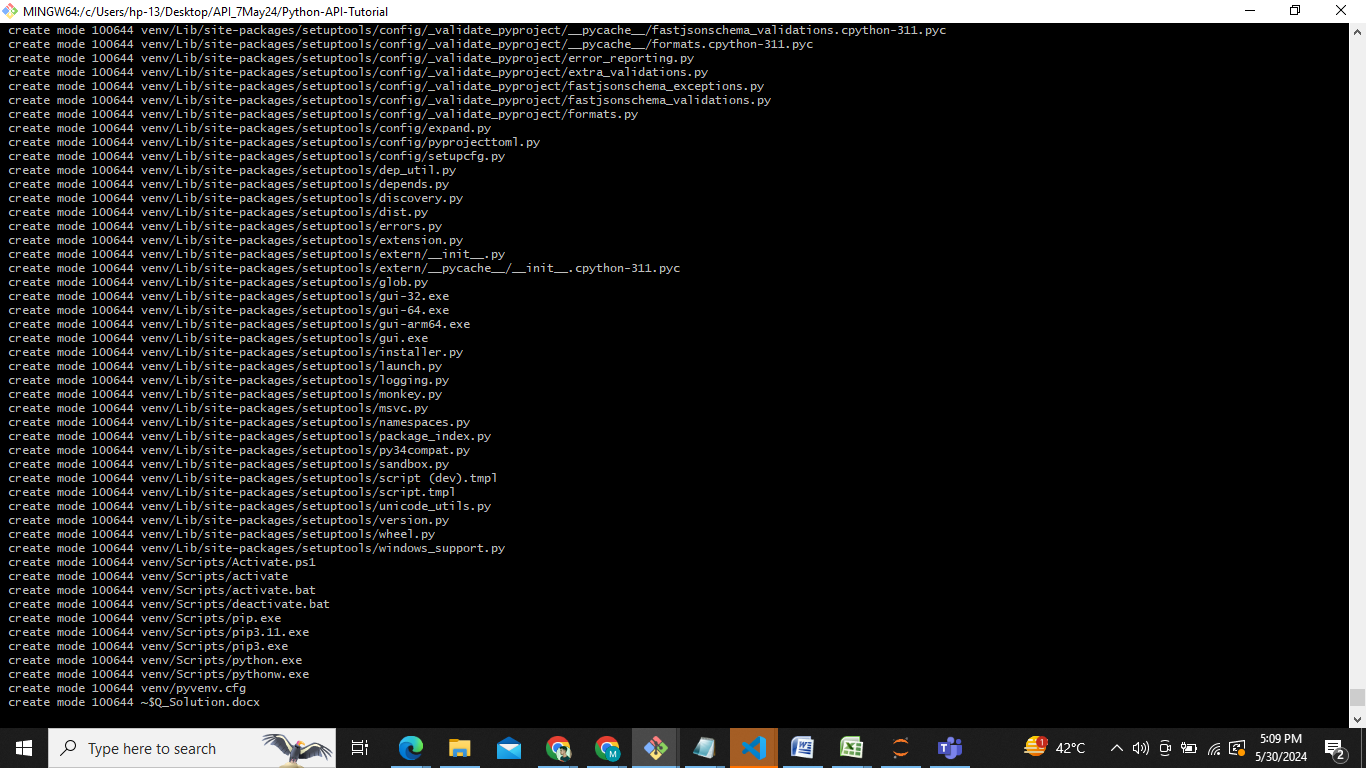 MINGW64:/c/Users/hp-13/Desktop/API_7May24/Python-API-Tutorial
create mode 100644 venv/Lib/site-packages/setuptools/config/_validate_pyproject/__pycache__/fastjsonschema_validations.cpython-311.pyc
create mode 100644 venv/Lib/site-packages/setuptools/config/_validate_pyproject/__pycache__/formats.cpython-311.pyc
create mode 100644 venv/Lib/site-packages/setuptools/config/_validate_pyproject/error_reporting.py
create mode 100644 venv/Lib/site-packages/setuptools/config/_validate_pyproject/extra_validations.py
create mode 100644 venv/Lib/site-packages/setuptools/config/_validate_pyproject/fastjsonschema_exceptions.py
create mode 100644 venv/Lib/site-packages/setuptools/config/_validate_pyproject/fastjsonschema_validations.py
create mode 100644 venv/Lib/site-packages/setuptools/config/_validate_pyproject/formats.py
create mode 100644 venv/Lib/site-packages/setuptools/config/expand.py
create mode 100644 venv/Lib/site-packages/setuptools/config/pyprojecttoml.py
create mode 100644 venv/Lib/site-packages/setuptools/config/setupcfg.py
create mode 100644 venv/Lib/site-packages/setuptools/dep_util.py
create mode 100644 venv/Lib/site-packages/setuptools/depends.py
create mode 100644 venv/Lib/site-packages/setuptools/discovery.py
create mode 100644 venv/Lib/site-packages/setuptools/dist.py
create mode 100644 venv/Lib/site-packages/setuptools/errors.py
create mode 100644 venv/Lib/site-packages/setuptools/extension.py
create mode 100644 venv/Lib/site-packages/setuptools/extern/__init__.py
create mode 100644 venv/Lib/site-packages/setuptools/extern/__pycache__/__init__.cpython-311.pyc
create mode 100644 venv/Lib/site-packages/setuptools/glob.py
create mode 100644 venv/Lib/site-packages/setuptools/gui-32.exe
create mode 100644 venv/Lib/site-packages/setuptools/gui-64.exe
create mode 100644 venv/Lib/site-packages/setuptools/gui-arm64.exe
create mode 100644 venv/Lib/site-packages/setuptools/gui.exe
create mode 100644 venv/Lib/site-packages/setuptools/installer.py
create mode 100644 venv/Lib/site-packages/setuptools/launch.py
create mode 100644 venv/Lib/site-packages/setuptools/logging.py
create mode 100644 venv/Lib/site-packages/setuptools/monkey.py
create mode 100644 venv/Lib/site-packages/setuptools/msvc.py
create mode 100644 venv/Lib/site-packages/setuptools/namespaces.py
create mode 100644 venv/Lib/site-packages/setuptools/package_index.py
create mode 100644 venv/Lib/site-packages/setuptools/py34compat.py
create mode 100644 venv/Lib/site-packages/setuptools/sandbox.py
create mode 100644 venv/Lib/site-packages/setuptools/script (dev).tmpl
create mode 100644 venv/Lib/site-packages/setuptools/script.tmpl
create mode 100644 venv/Lib/site-packages/setuptools/unicode_utils.py
create mode 100644 venv/Lib/site-packages/setuptools/version.py
create mode 100644 venv/Lib/site-packages/setuptools/wheel.py
create mode 100644 venv/Lib/site-packages/setuptools/windows_support.py
create mode 100644 venv/Scripts/Activate.ps1
create mode 100644 venv/Scripts/activate
create mode 100644 venv/Scripts/activate.bat
create mode 100644 venv/Scripts/deactivate.bat
create mode 100644 venv/Scripts/pip.exe
create mode 100644 venv/Scripts/pip3.11.exe
create mode 100644 venv/Scripts/pip3.exe
create mode 100644 venv/Scripts/python.exe
create mode 100644 venv/Scripts/pythonw.exe
create mode 100644 venv/pyvenv.cfg
create mode 100644 ~$Q_Solution.docx
Type here to search
42°C
5:09 PM
5/30/2024
2